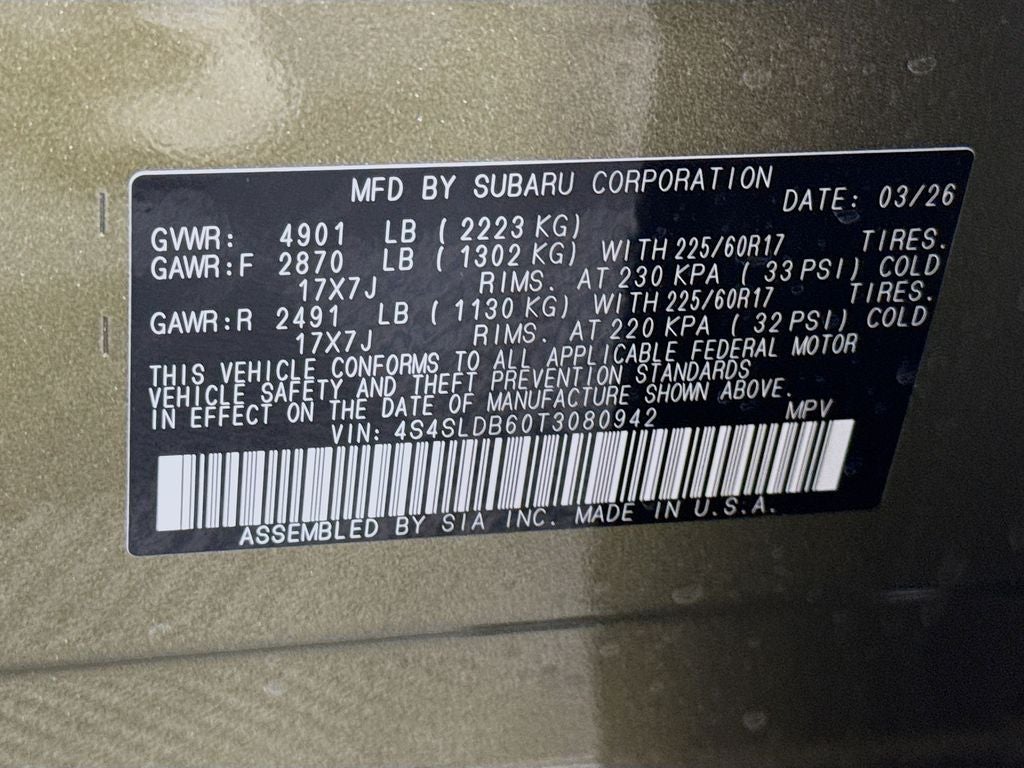 MFD BY SUBARU CORPORATION DATE: 03/26
GVWR: 4901 LB ( 2223 KG)
GAWR:F 2870 LB ( 1302 KG) WITH 225/60R17 TIRES.
17X7J RIMS. AT 230 KPA ( 33 PSI) COLD
GAWR:R 2491 LB ( 1130 KG) WITH 225/60R17 TIRES.
17X7J RIMS. AT 220 KPA ( 32 PSI) COLD
THIS VEHICLE CONFORMS TO ALL APPLICABLE FEDERAL MOTOR
VEHICLE SAFETY AND THEFT PREVENTION STANDARDS
IN EFFECT ON THE DATE OF MANUFACTURE SHOWN ABOVE.
VIN: 4S4SLDB60T3080942 MPV
ASSEMBLED BY SIA INC. MADE IN U.S.A.